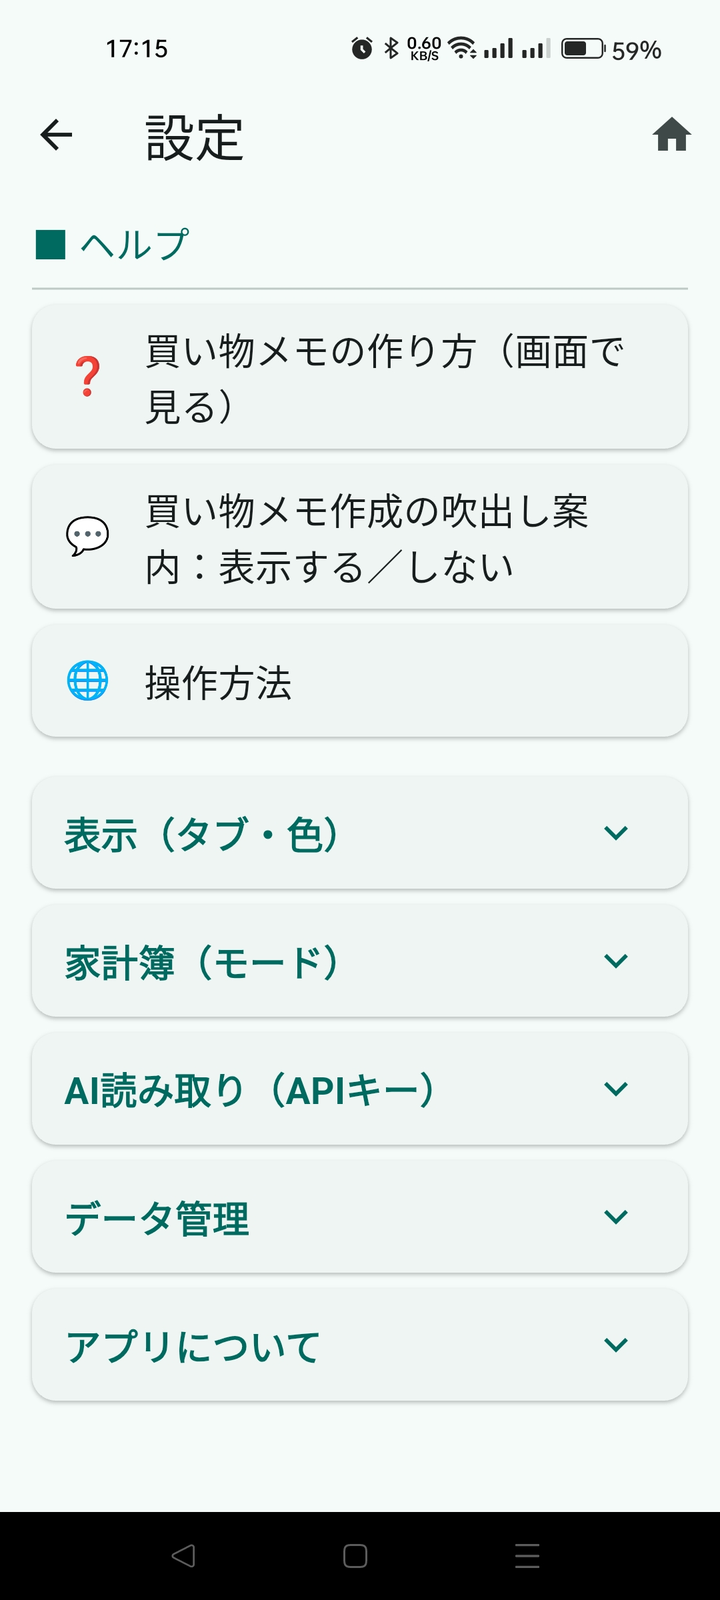 17:15
0.60
KB/S
59%
設定
ヘルプ
買い物メモの作り方（画面で
見る）
買い物メモ作成の吹出し案
内：表示する／しない
操作方法
表示（タブ・色）
家計簿（モード）
AI読み取り（APIキー）
データ管理
アプリについて